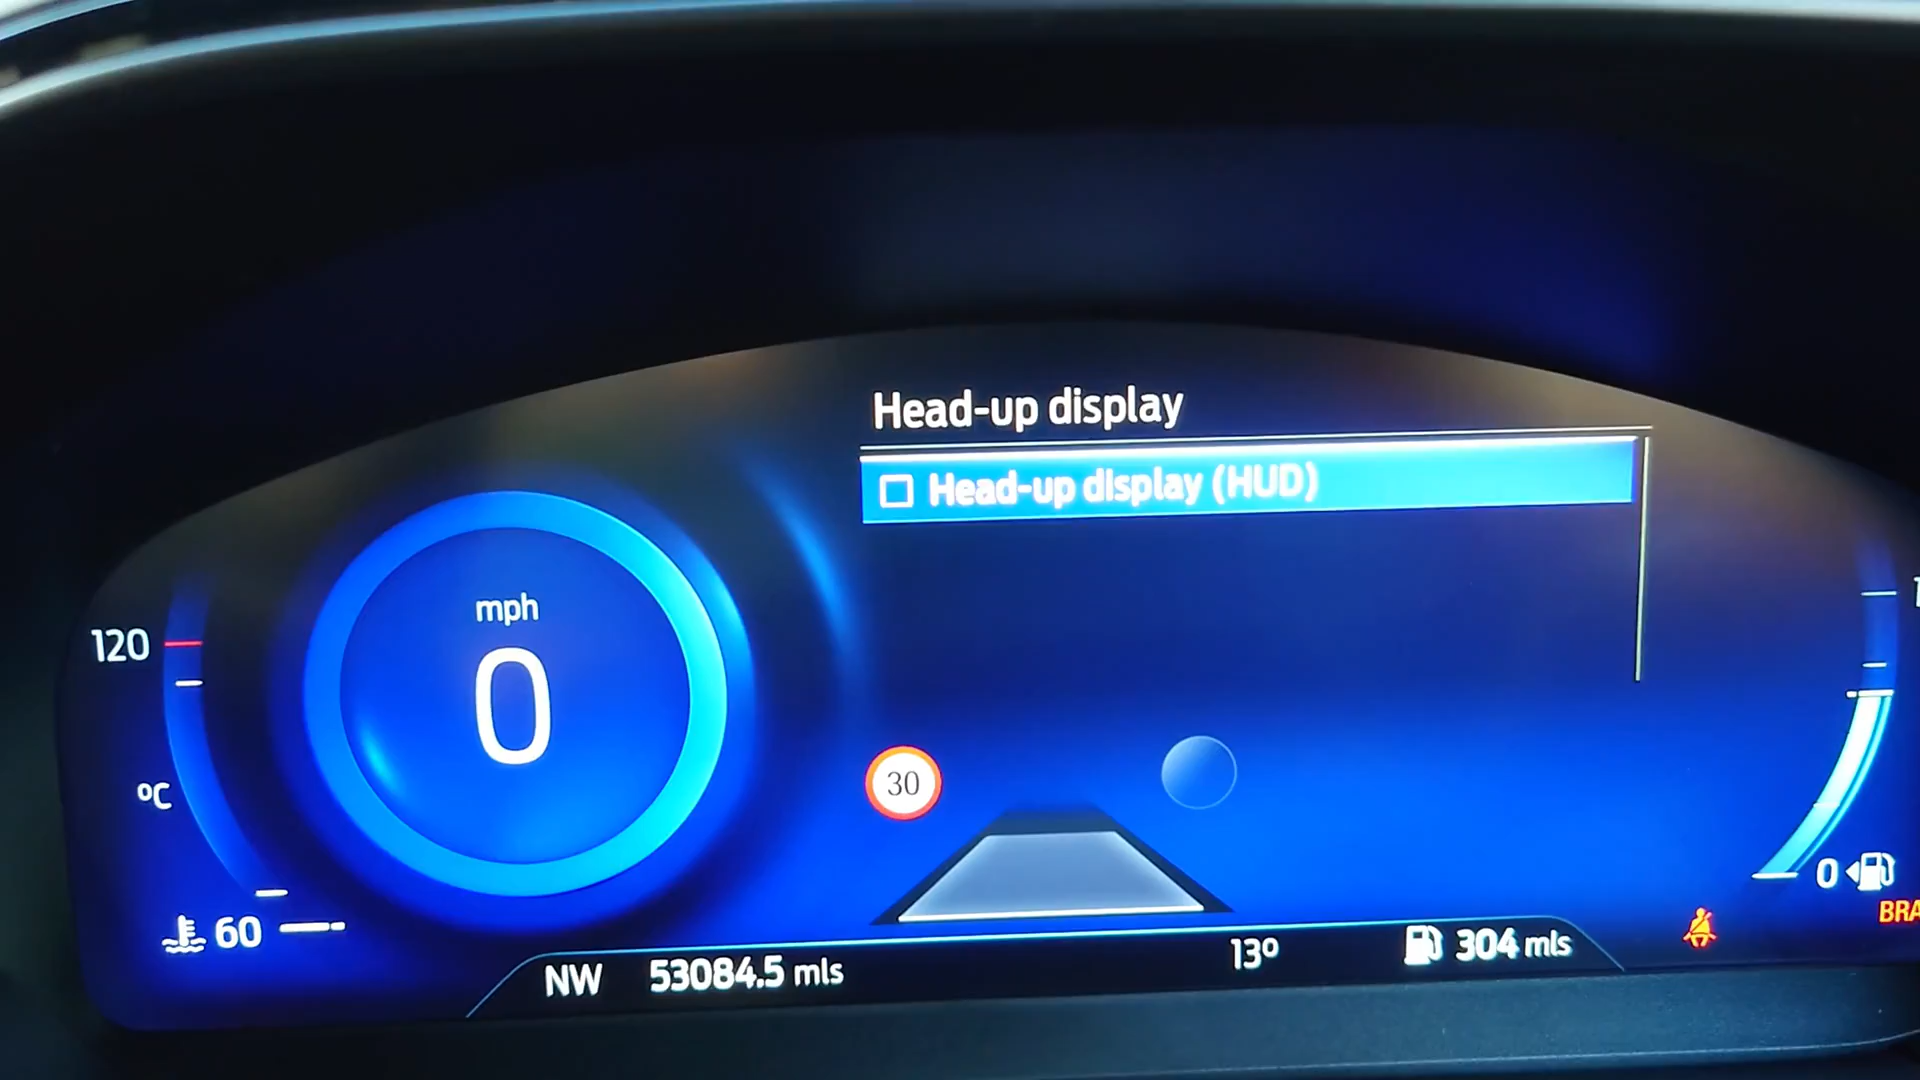 Head-up display
Head-up display (HUD)
mph
0
120
ºC
60
30
0
NW 53084.5 mls 13º 304 mls